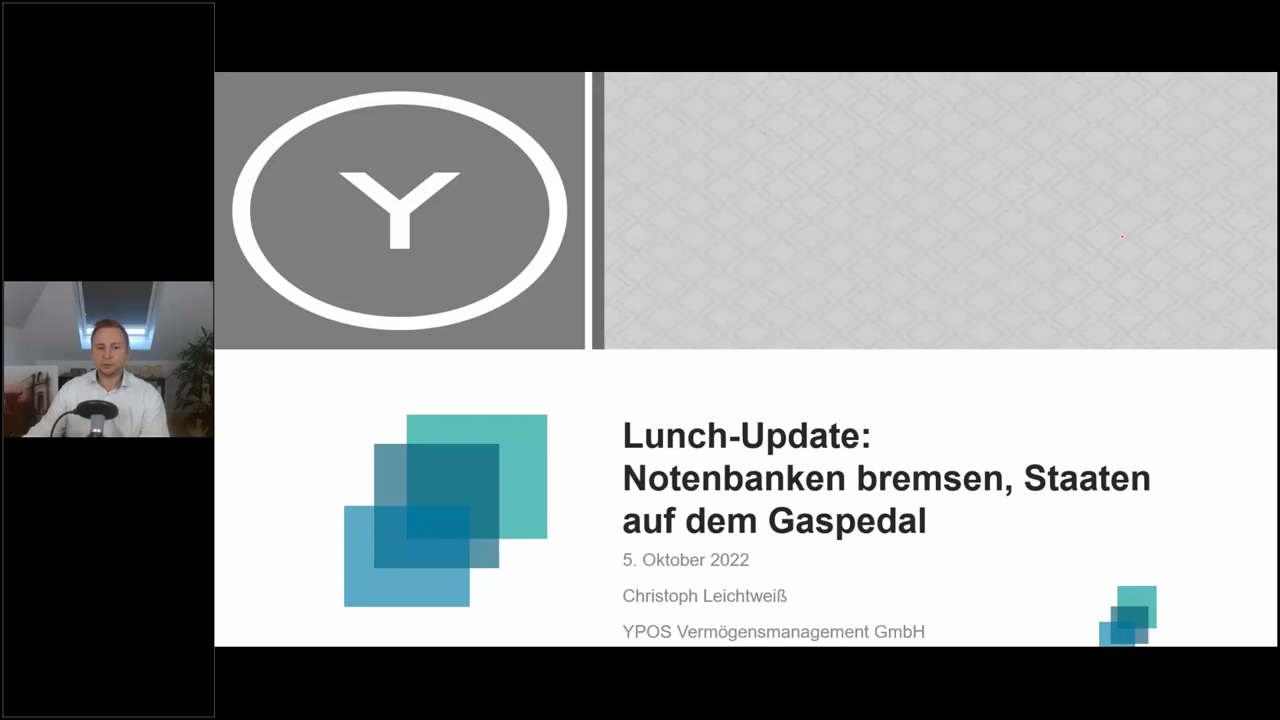 Y
Lunch-Update:
Notenbanken bremsen, Staaten
auf dem Gaspedal
5. Oktober 2022
Christoph Leichtweiß
YPOS Vermögensmanagement GmbH